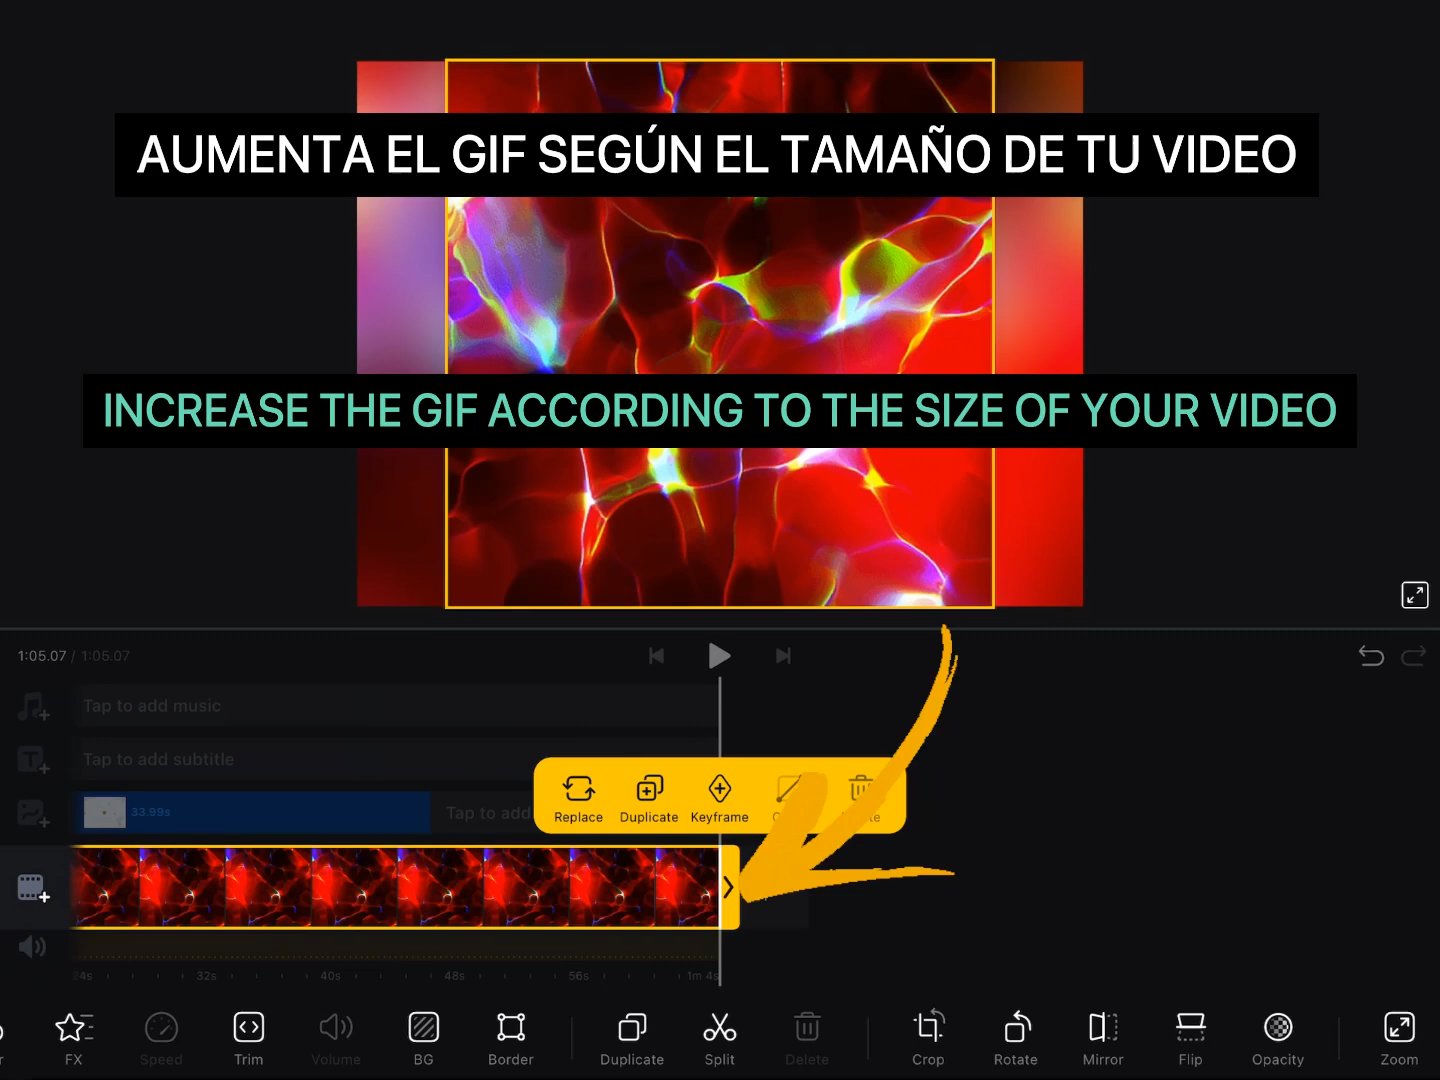 AUMENTA EL GIF SEGÚN EL TAMAÑO DE TU VIDEO
INCREASE THE GIF ACCORDING TO THE SIZE OF YOUR VIDEO
1:05.07 / 1:05.07
Tap to add music
Tap to add subtitle
33.99s
Tap to add
Replace
Duplicate
Keyframe
24s
32s
40s
48s
56s
1m 4s
FX
Speed
Trim
Volume
BG
Border
Duplicate
Split
Delete
Crop
Rotate
Mirror
Flip
Opacity
Zoom